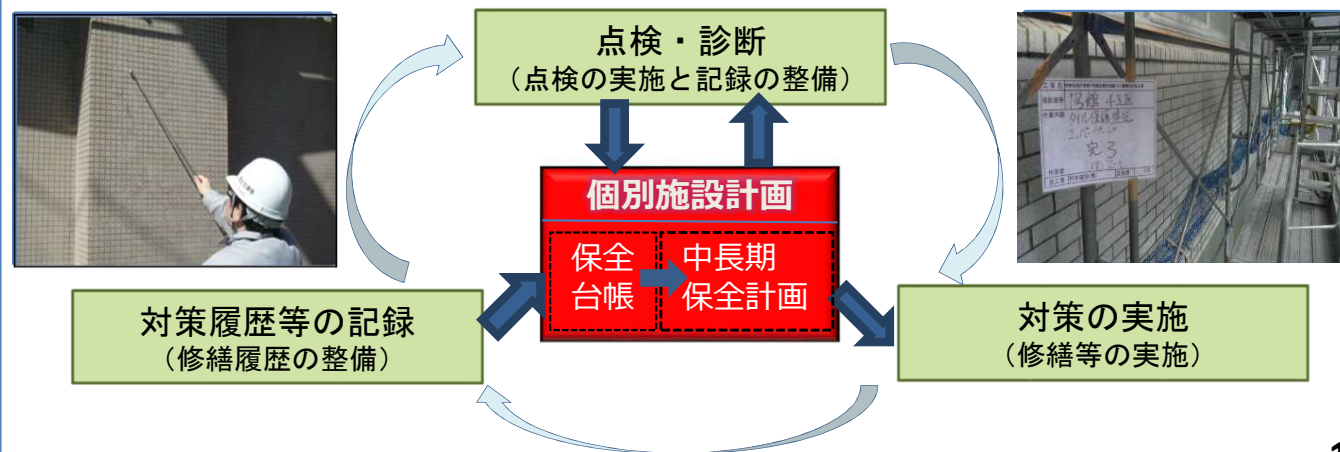 点検・診断
（点検の実施と記録の整備）
個別施設計画
保全
台帳
中長期
保全計画
対策履歴等の記録
（修繕履歴の整備）
対策の実施
（修繕等の実施）
完了